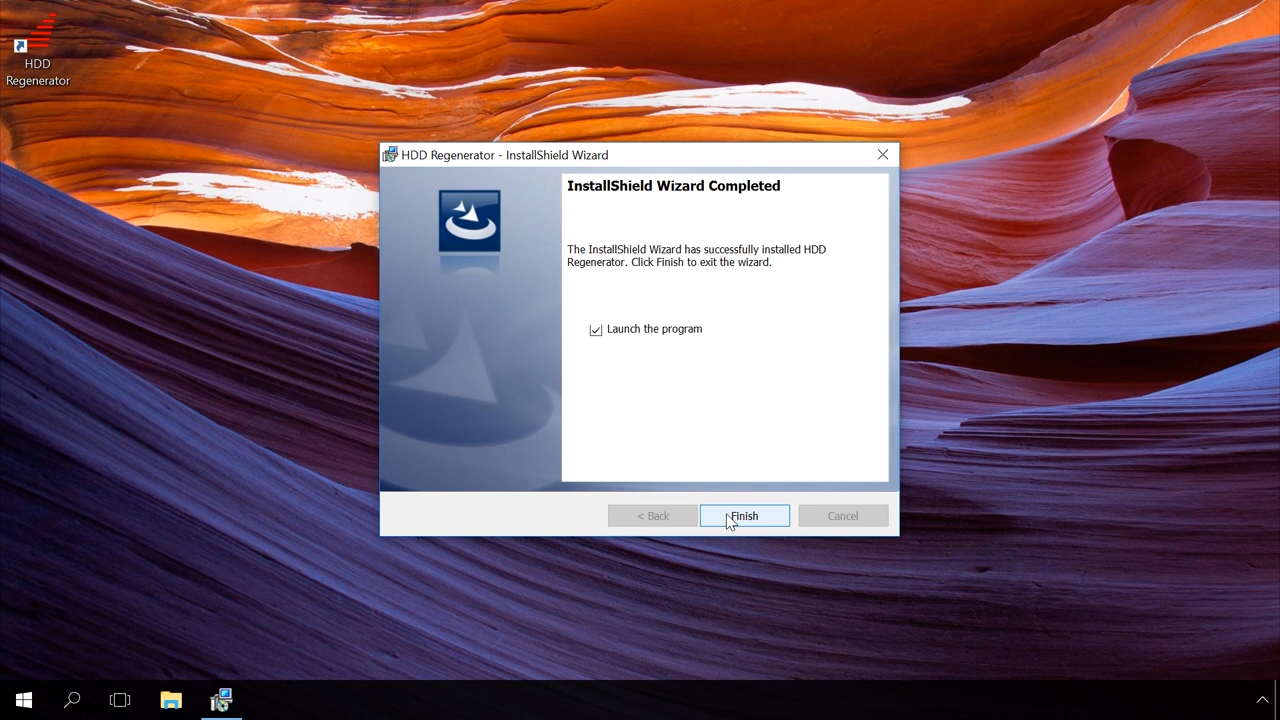 HDD
Regenerator
HDD Regenerator - InstallShield Wizard
InstallShield Wizard Completed
The InstallShield Wizard has successfully installed HDD
Regenerator. Click Finish to exit the wizard.
Launch the program
< Back
Finish
Cancel